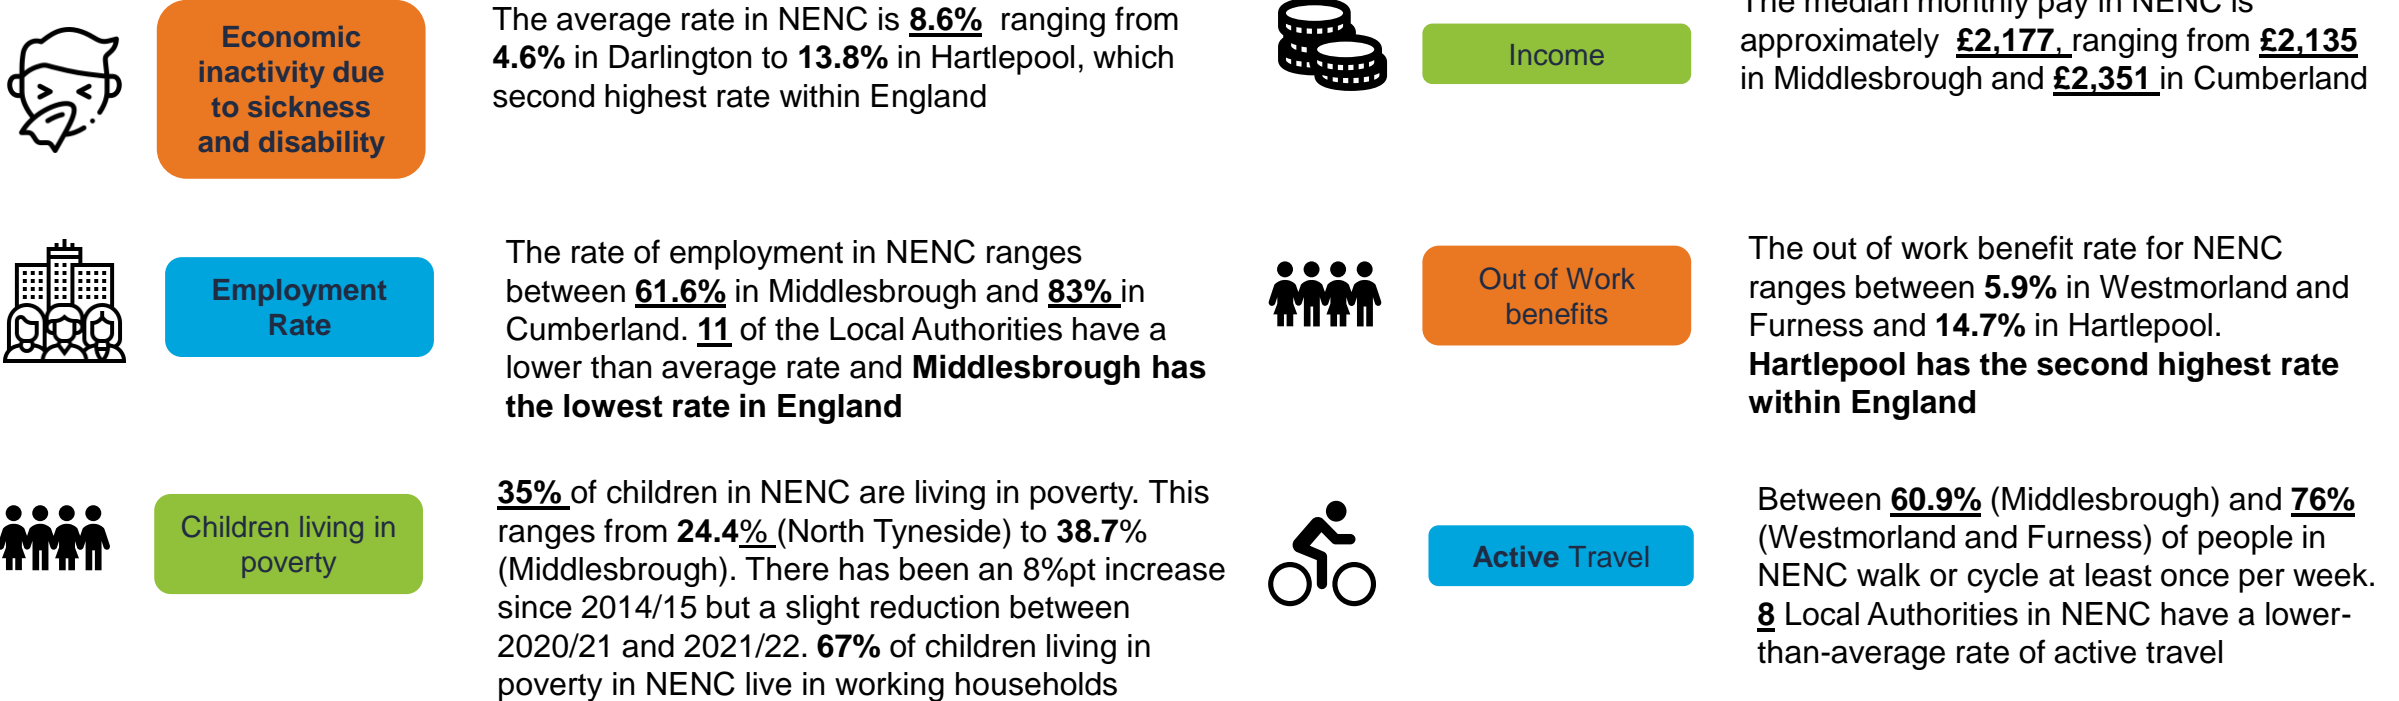 Economic
inactivity due
to sickness
and disability
The average rate in NENC is 8.6%  ranging from
4.6% in Darlington to 13.8% in Hartlepool, which
second highest rate within England
Income
The median monthly pay in NENC is
approximately  £2,177, ranging from £2,135
in Middlesbrough and £2,351 in Cumberland
Employment
Rate
The rate of employment in NENC ranges
between 61.6% in Middlesbrough and 83% in
Cumberland. 11 of the Local Authorities have a
lower than average rate and Middlesbrough has
the lowest rate in England
Out of Work
benefits
The out of work benefit rate for NENC
ranges between 5.9% in Westmorland and
Furness and 14.7% in Hartlepool.
Hartlepool has the second highest rate
within England
Children living in
poverty
35% of children in NENC are living in poverty. This
ranges from 24.4% (North Tyneside) to 38.7%
(Middlesbrough). There has been an 8%pt increase
since 2014/15 but a slight reduction between
2020/21 and 2021/22. 67% of children living in
poverty in NENC live in working households
Active Travel
Between 60.9% (Middlesbrough) and 76%
(Westmorland and Furness) of people in
NENC walk or cycle at least once per week.
8 Local Authorities in NENC have a lower-
than-average rate of active travel